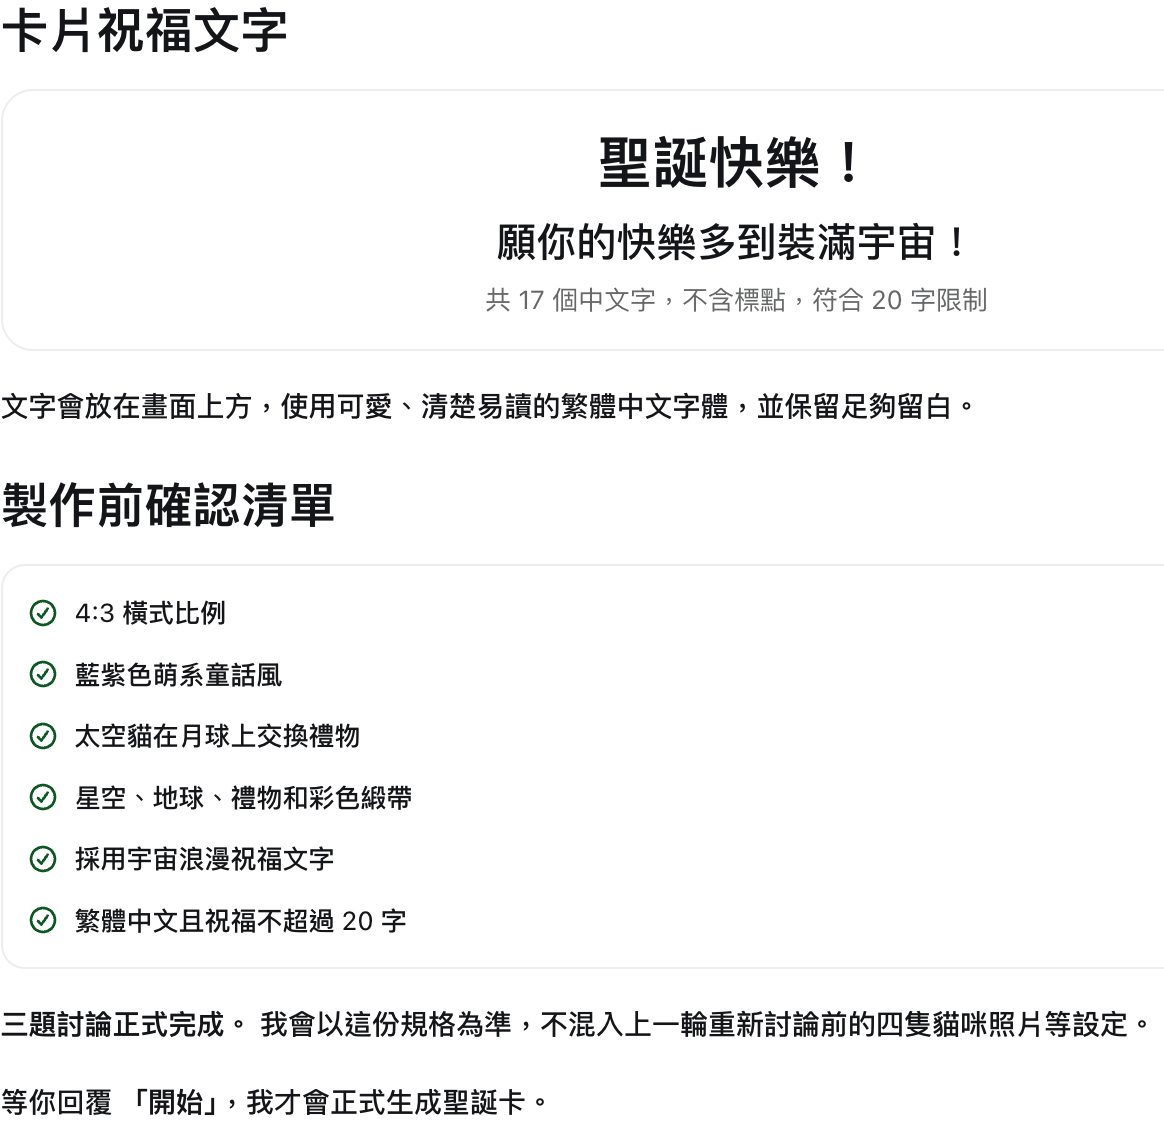 卡片祝福文字
聖誕快樂！
願你的快樂多到裝滿宇宙！
共 17 個中文字，不含標點，符合 20 字限制
文字會放在畫面上方，使用可愛、清楚易讀的繁體中文字體，並保留足夠留白。
製作前確認清單
4:3 橫式比例
藍紫色萌系童話風
太空貓在月球上交換禮物
星空、地球、禮物和彩色緞帶
採用宇宙浪漫祝福文字
繁體中文且祝福不超過 20 字
三題討論正式完成。 我會以這份規格為準，不混入上一輪重新討論前的四隻貓咪照片等設定。
等你回覆 「開始」，我才會正式生成聖誕卡。